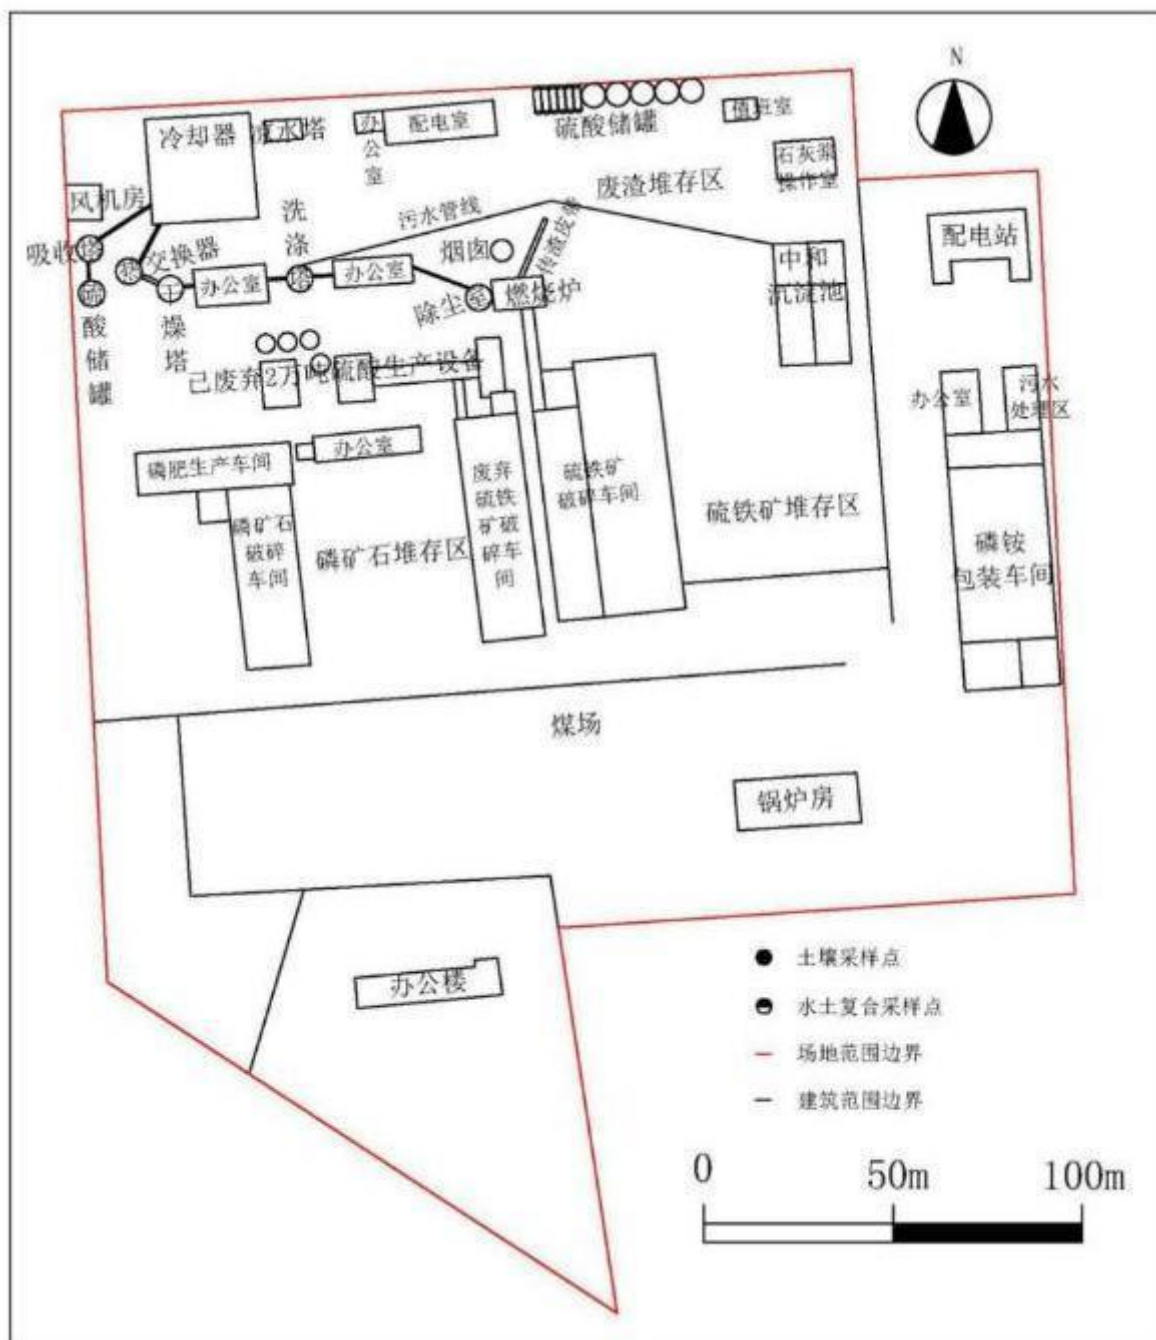 N
冷却器
凉水塔
办公室
配电室
硫酸储罐
值班室
石灰浆
操作室
风机房
洗涤塔
污水管线
废渣堆存区
传渣皮带
烟囱
吸收塔
交换器
塔
办公室
办公室
除尘室
燃烧炉
中和
沉淀池
配电站
硫酸储罐
干燥塔
已废弃2万吨硫酸生产设备
办公室
污水
处理区
磷肥生产车间
办公室
废弃
硫铁
矿破
碎车
间
硫铁矿
破碎车间
硫铁矿堆存区
磷矿石
破碎
车间
磷矿石堆存区
磷铵
包装车间
煤场
锅炉房
办公楼
土壤采样点
水土复合采样点
场地范围边界
建筑范围边界
0 50m 100m